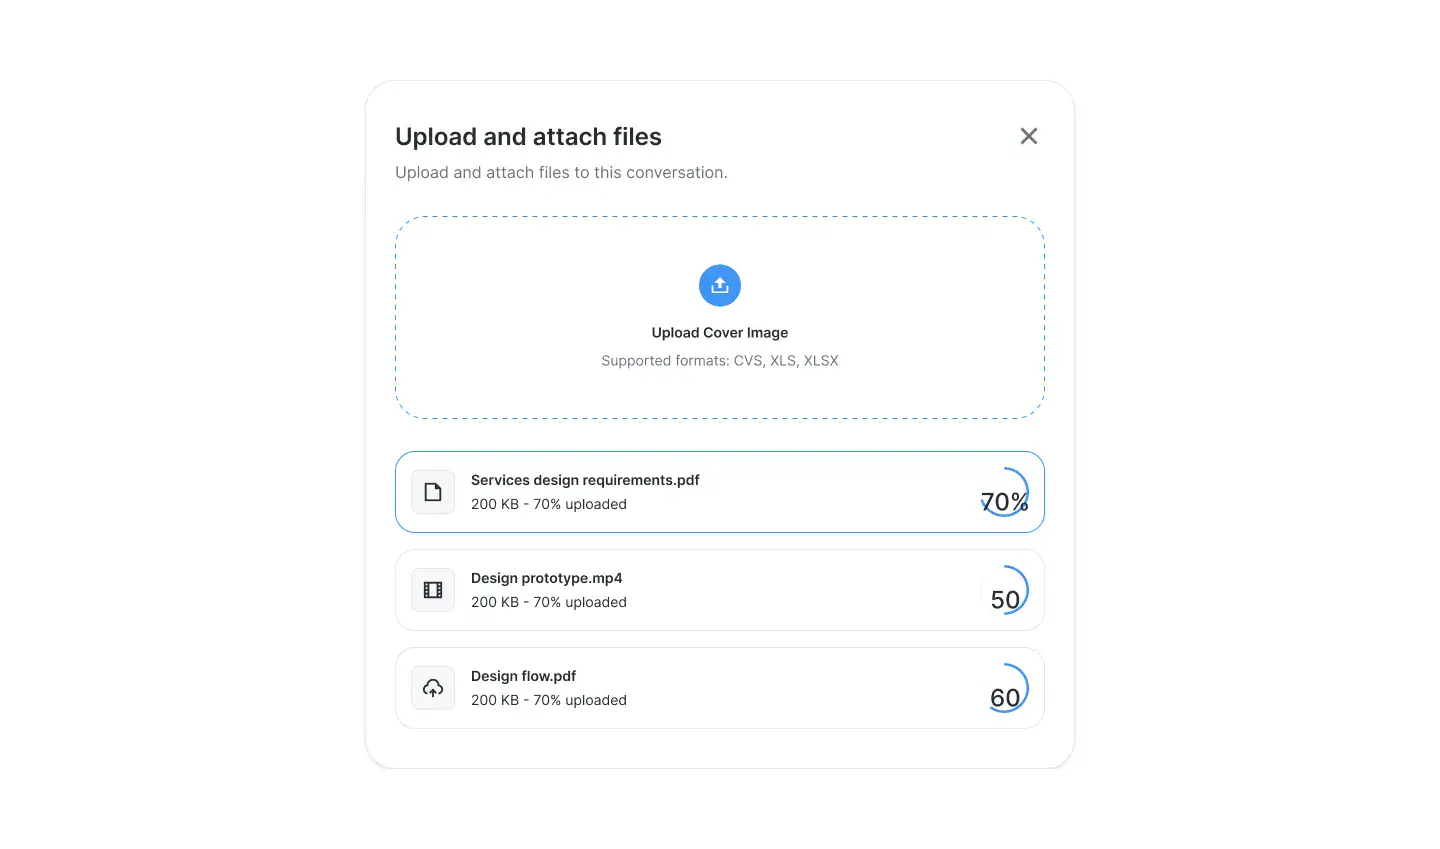 Upload and attach files
Upload and attach files to this conversation.
Upload Cover Image
Supported formats: CVS, XLS, XLSX
Services design requirements.pdf
200 KB - 70% uploaded
70%
Design prototype.mp4
200 KB - 70% uploaded
50
Design flow.pdf
200 KB - 70% uploaded
60